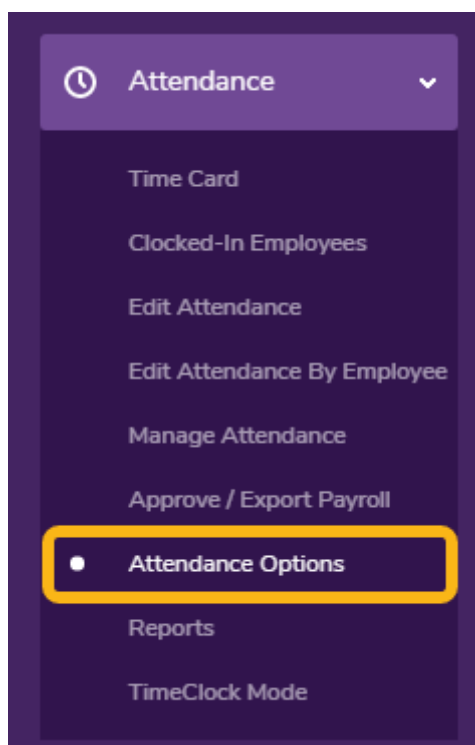 Attendance
Time Card
Clocked-In Employees
Edit Attendance
Edit Attendance By Employee
Manage Attendance
Approve / Export Payroll
Attendance Options
Reports
TimeClock Mode